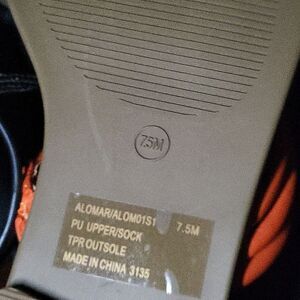 7.5M
ALOMAR/ALOM01S1 7.5M
PU UPPER/SOCK
TPR OUTSOLE
MADE IN CHINA 3135